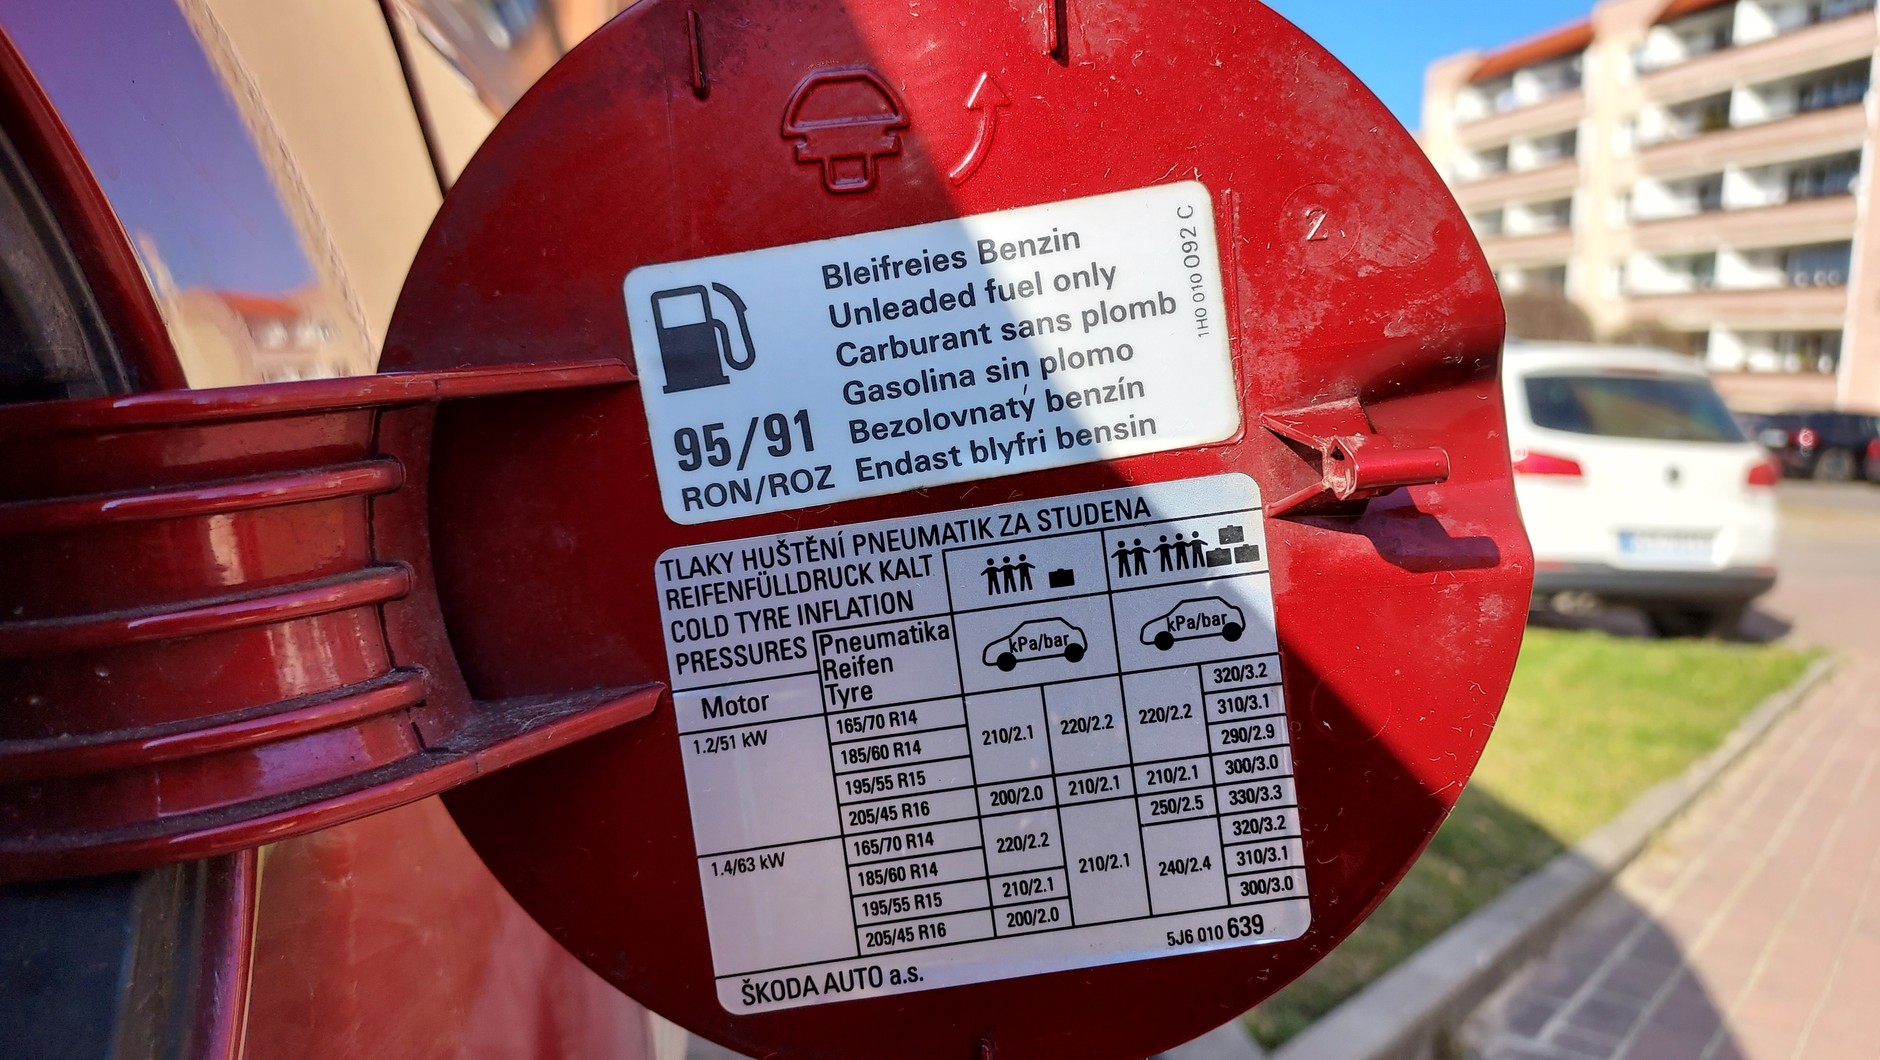 Bleifreies Benzin
Unleaded fuel only
Carburant sans plomb
Gasolina sin plomo
Bezolovnatý benzín
Endast blyfri bensin
95/91
RON/ROZ
1H0 010 092 C
2
TLAKY HUŠTĚNÍ PNEUMATIK ZA STUDENA
REIFENFÜLLDRUCK KALT
COLD TYRE INFLATION
PRESSURES
Pneumatika
Reifen
Tyre
kPa/bar kPa/bar
Motor
1.2/51 kW
165/70 R14 210/2.1 220/2.2 220/2.2 320/3.2
185/60 R14 310/3.1
195/55 R15 290/2.9
205/45 R16 200/2.0 210/2.1 210/2.1 300/3.0
1.4/63 kW
165/70 R14 220/2.2 210/2.1 250/2.5 330/3.3
185/60 R14 240/2.4 320/3.2
195/55 R15 210/2.1 310/3.1
205/45 R16 200/2.0 300/3.0
5J6 010 639
ŠKODA AUTO a.s.